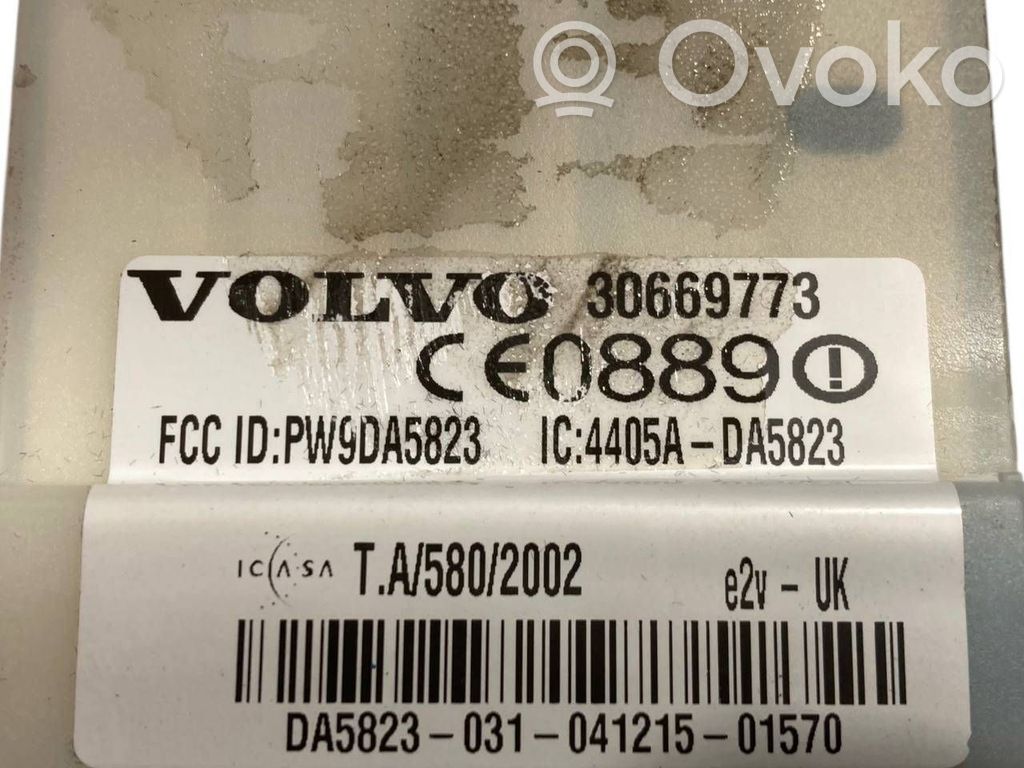 Ovoko
VOLVO 30669773
CE0889!
FCC ID:PW9DA5823 IC:4405A-DA5823
ICASA T.A/580/2002 e2v - UK
DA5823-031-041215-01570